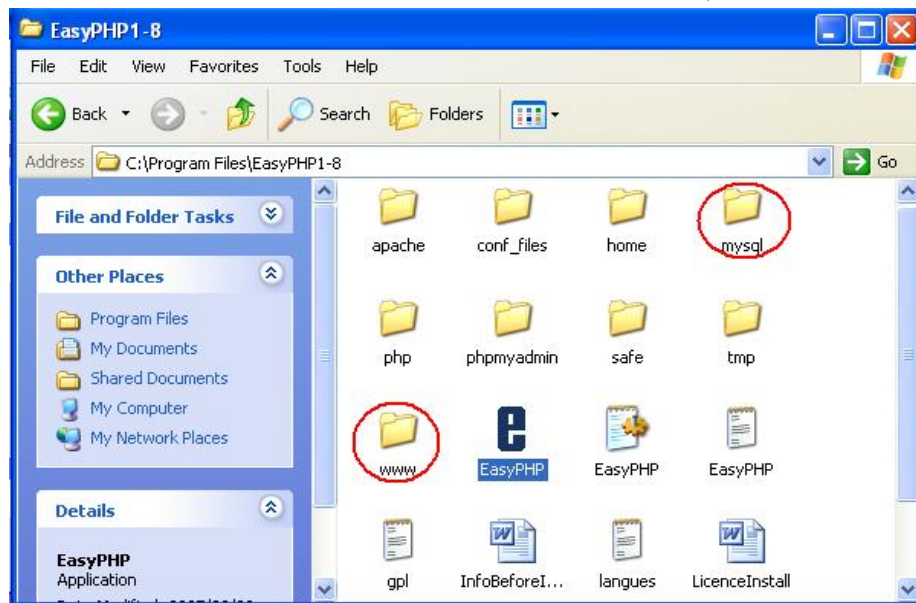 EasyPHP1-8
File Edit View Favorites Tools Help
Back Search Folders
Address C:\Program Files\EasyPHP1-8 Go
File and Folder Tasks
Other Places
Program Files
My Documents
Shared Documents
My Computer
My Network Places
Details
EasyPHP
Application
apache conf_files home mysql
php phpmyadmin safe tmp
www EasyPHP EasyPHP EasyPHP
gpl InfoBeforeI... langues LicenceInstall